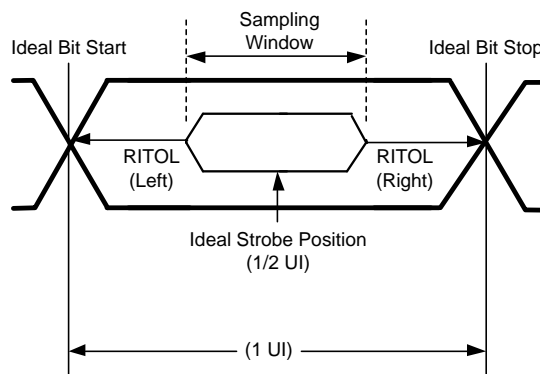 Sampling
Window
Ideal Bit Start
Ideal Bit Stop
RITOL
(Left)
RITOL
(Right)
Ideal Strobe Position
(1/2 UI)
(1 UI)